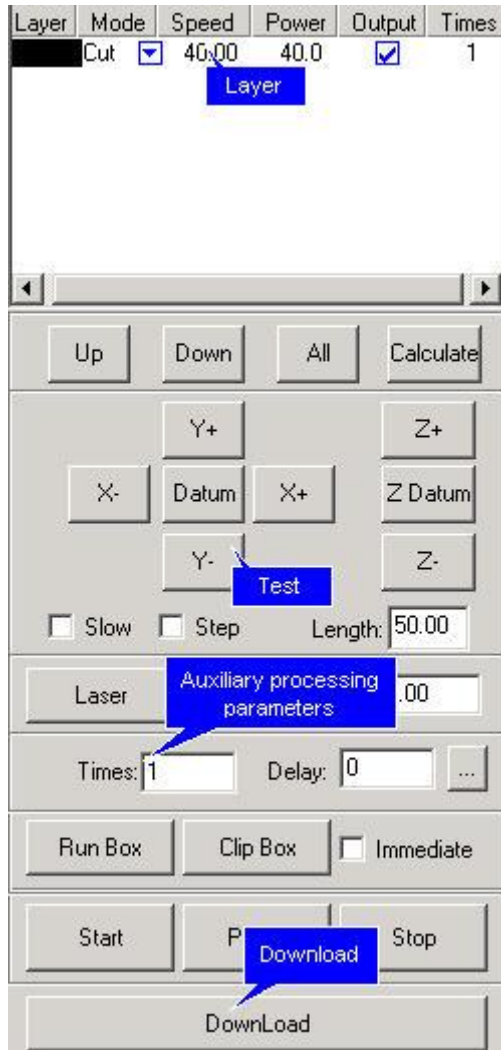 Layer Mode Speed Power Output Times
Cut 40.00 40.0 1
Layer
Up Down All Calculate
Y+ Z+
X- Datum X+ Z Datum
Y- Z-
Test
Slow Step Length: 50.00
Laser .00
Auxiliary processing
parameters
Times: 1 Delay: 0 ...
Run Box Clip Box Immediate
Start P Stop
Download
DownLoad